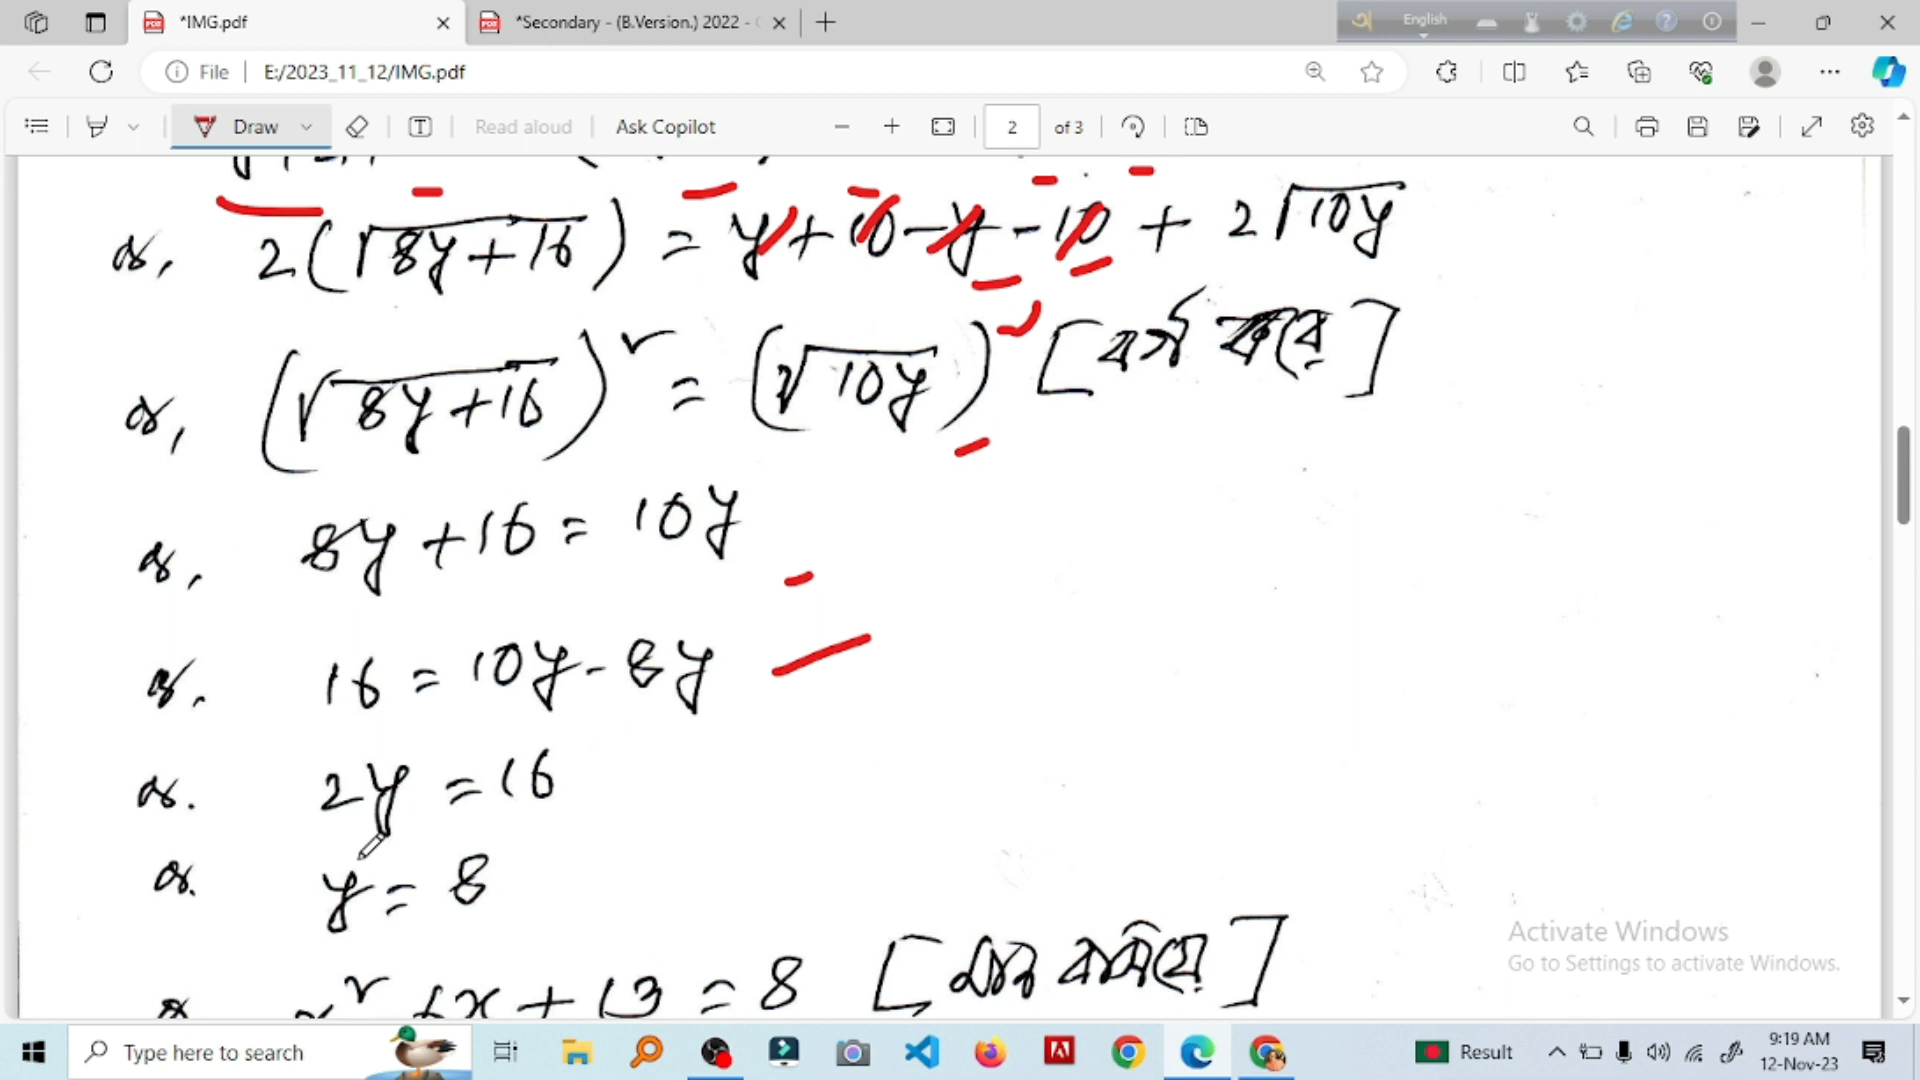 *IMG.pdf
*Secondary - (B.Version.) 2022 -
English
File E:/2023_11_12/IMG.pdf
Draw Read aloud Ask Copilot 2 of 3
2(√8y+16) = y+10-y-10 + 2√10y
(√8y+16)² = (√10y)² [বর্গ করে]
8y+16 = 10y
16 = 10y-8y
2y = 16
y = 8
x + 13 = 8
Activate Windows
Go to Settings to activate Windows.
Type here to search
Result
9:19 AM
12-Nov-23